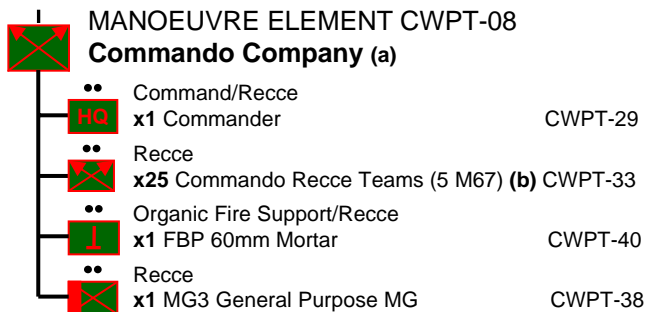 MANOEUVRE ELEMENT CWPT-08
Commando Company (a)
Command/Recce
HQ x1 Commander CWPT-29
Recce
x25 Commando Recce Teams (5 M67) (b) CWPT-33
Organic Fire Support/Recce
x1 FBP 60mm Mortar CWPT-40
Recce
x1 MG3 General Purpose MG CWPT-38